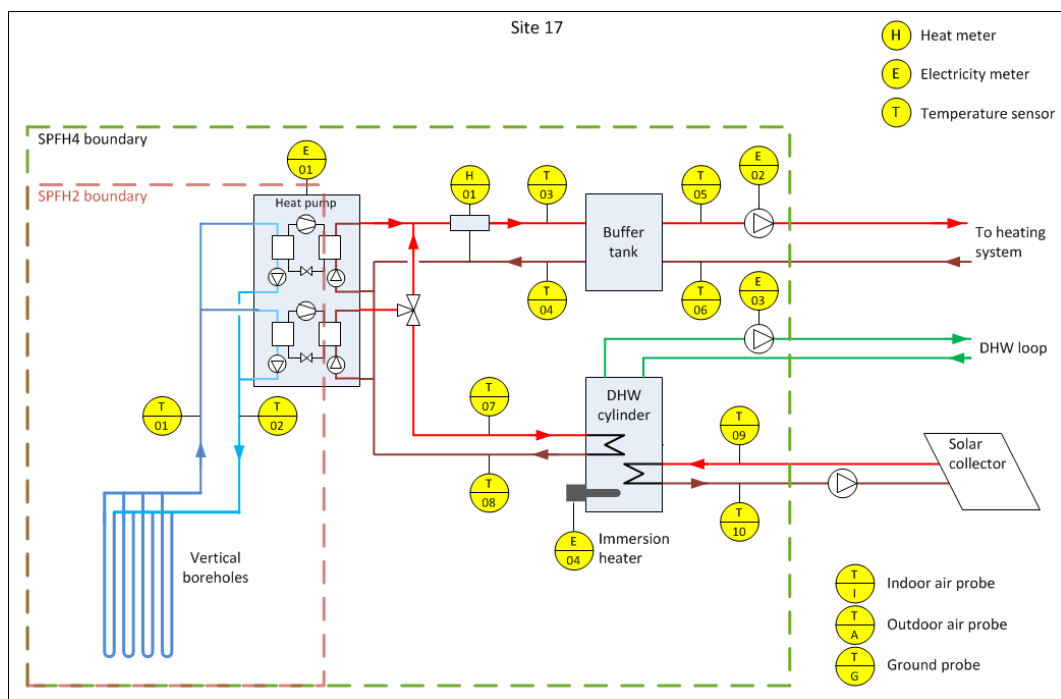 Site 17
H
Heat meter
E
Electricity meter
T
Temperature sensor
SPFH4 boundary
SPFH2 boundary
E
01
Heat pump
H
01
T
03
T
05
E
02
Buffer
tank
To heating
system
T
04
T
06
E
03
DHW loop
T
01
T
02
T
07
DHW
cylinder
T
09
Solar
collector
T
08
T
10
E
04
Immersion
heater
Vertical
boreholes
T
I
Indoor air probe
T
A
Outdoor air probe
T
G
Ground probe